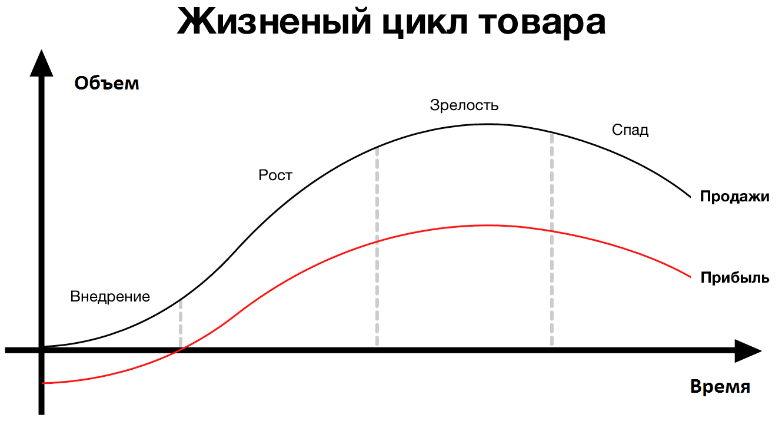 Жизненый цикл товара
Объем
Зрелость
Спад
Рост
Продажи
Прибыль
Внедрение
Время